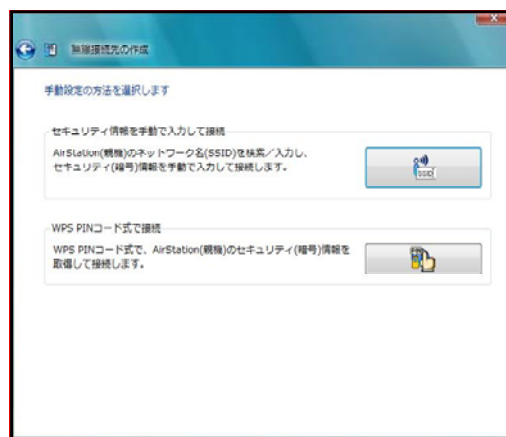 無線接続先の作成
手動設定の方法を選択します
セキュリティ情報を手動で入力して接続
AirStation(親機)のネットワーク名(SSID)を検索／入力し、
セキュリティ(暗号)情報を手動で入力して接続します。
SSID
WPS PINコード式で接続
WPS PINコード式で、AirStation(親機)のセキュリティ(暗号)情報を
取得して接続します。